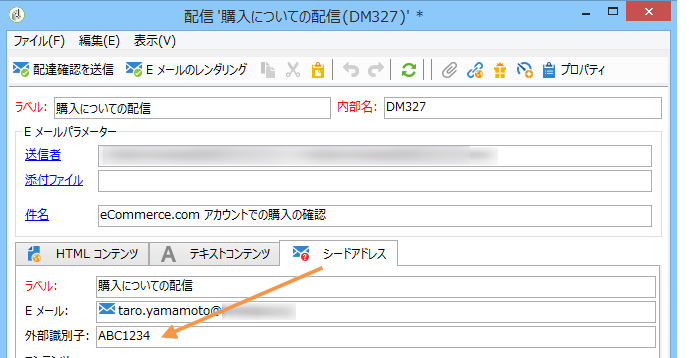 配信 '購入についての配信(DM327)' *
ファイル(F) 編集(E) 表示(V)
配達確認を送信 E メールのレンダリング プロパティ
ラベル: 購入についての配信 内部名: DM327
E メールパラメーター
送信者
添付ファイル
件名 eCommerce.com アカウントでの購入の確認
HTML コンテンツ テキストコンテンツ シードアドレス
ラベル: 購入についての配信
E メール: taro.yamamoto@
外部識別子: ABC1234